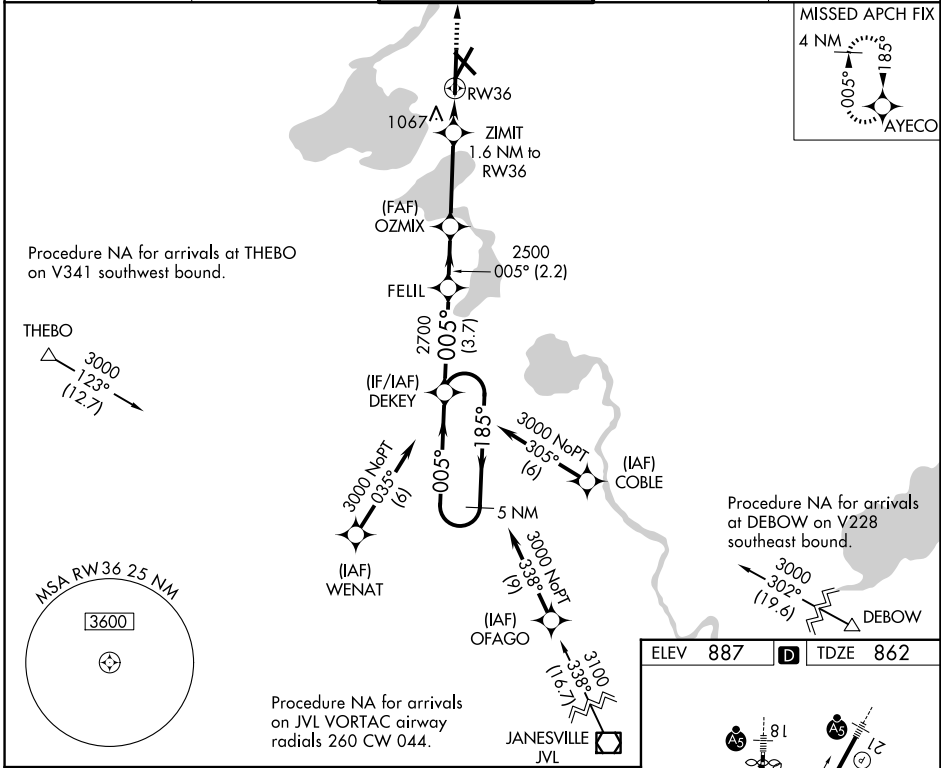 MISSED APCH FIX
4 NM
005°
185°
AYECO
RW36
1067
ZIMIT
1.6 NM to
RW36
(FAF)
OZMIX
Procedure NA for arrivals at THEBO
on V341 southwest bound.
2500
005° (2.2)
FELIL
THEBO
3000
123°
(12.7)
2700
005°
(3.7)
(IF/IAF)
DEKEY
185°
005°
3000 NoPT
305°
(6)
(IAF)
COBLE
3000 NoPT
035°
(6)
5 NM
Procedure NA for arrivals
at DEBOW on V228
southeast bound.
(IAF)
WENAT
3000 NoPT
338°
(9)
3000
302°
(19.6)
DEBOW
MSA RW36 25 NM
3600
(IAF)
OFAGO
3100
338°
(16.7)
ELEV 887 D TDZE 862
Procedure NA for arrivals
on JVL VORTAC airway
radials 260 CW 044.
JANESVILLE
JVL
A5
18
A5
21
P